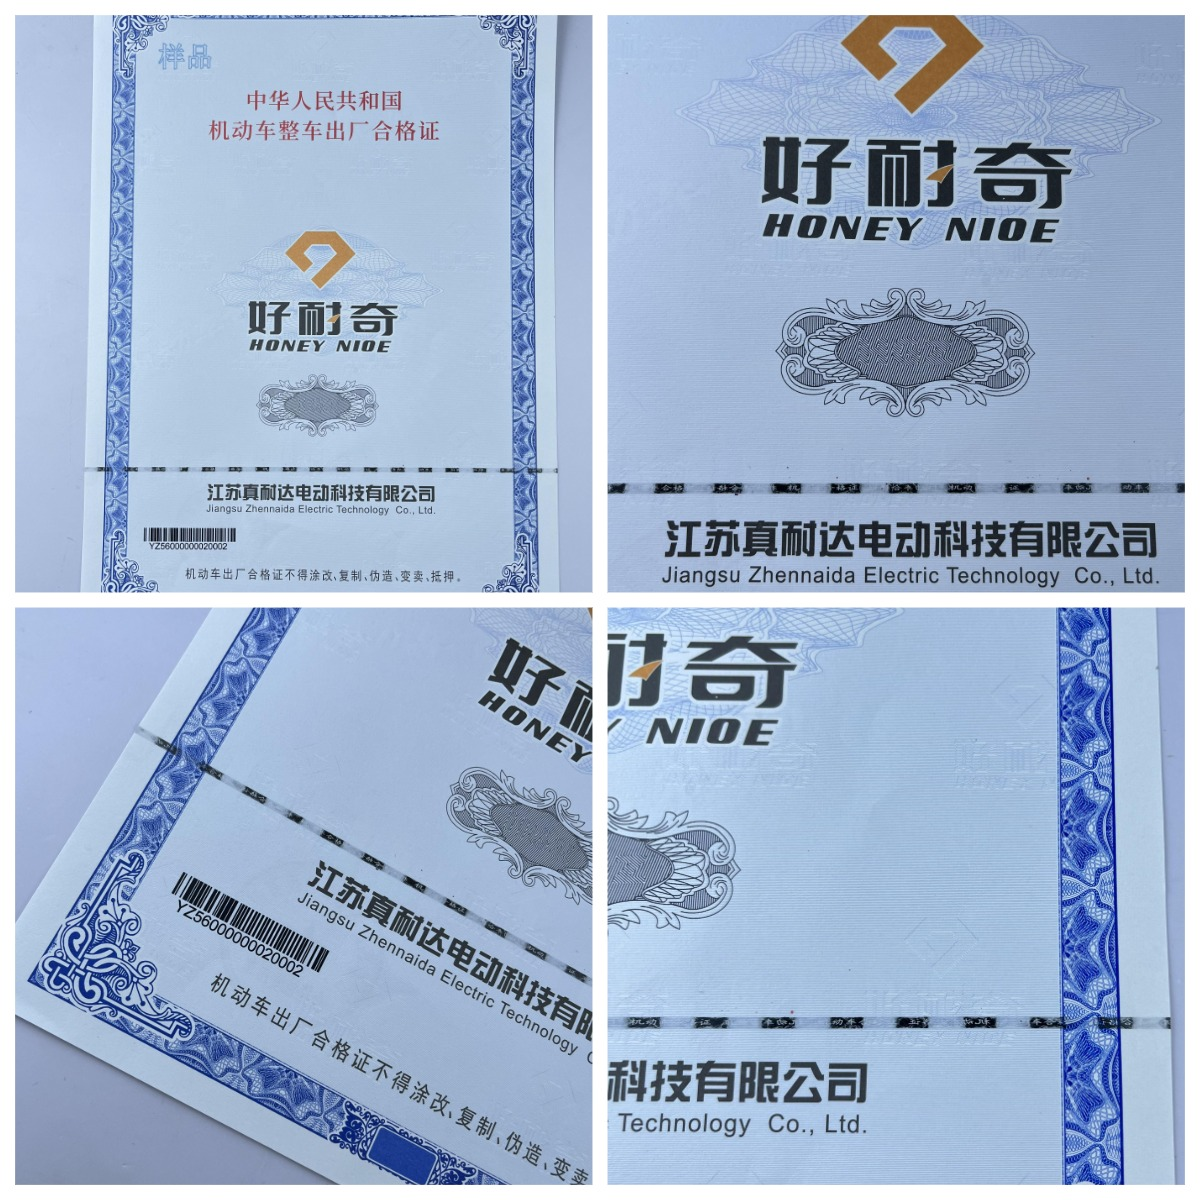 样品
中华人民共和国
机动车整车出厂合格证
好耐奇
HONEY NIOE
江苏真耐达电动科技有限公司
Jiangsu Zhennaida Electric Technology Co., Ltd.
YZ56000000020002
机动车出厂合格证不得涂改、复制、伪造、变卖、抵押。
好耐奇
HONEY NIOE
江苏真耐达电动科技有限公司
Jiangsu Zhennaida Electric Technology Co., Ltd.
好耐
HONEY
江苏真耐达电动科技有限
Jiangsu Zhennaida Electric Technology
YZ56000000020002
机动车出厂合格证不得涂改、复制、伪造、变卖
耐奇
Y NIOE
科技有限公司
Technology Co., Ltd.